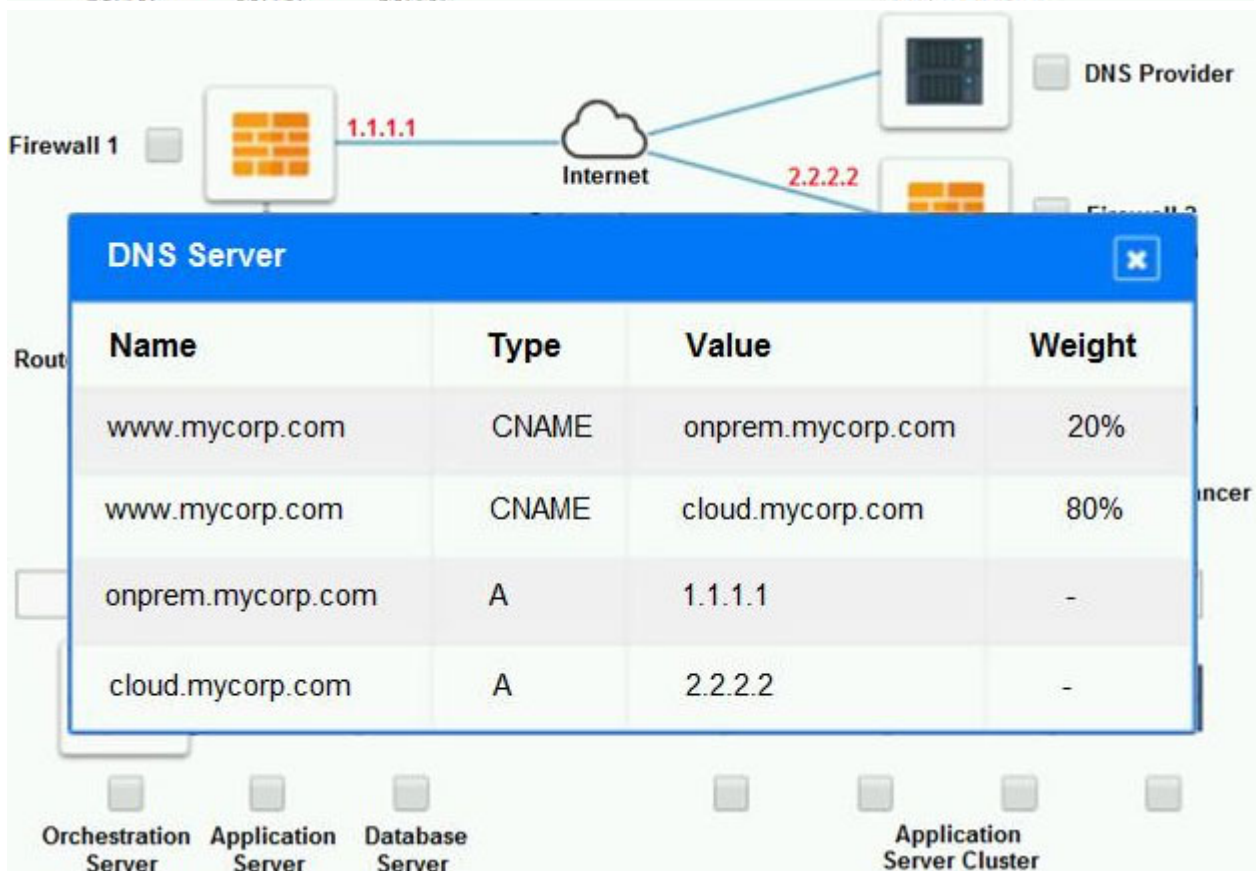 DNS Provider
1.1.1.1
Firewall 1
Internet
2.2.2.2
DNS Server
Name Type Value Weight
www.mycorp.com CNAME onprem.mycorp.com 20%
www.mycorp.com CNAME cloud.mycorp.com 80%
onprem.mycorp.com A 1.1.1.1 -
cloud.mycorp.com A 2.2.2.2 -
Orchestration Server
Application Server
Database Server
Application Server Cluster